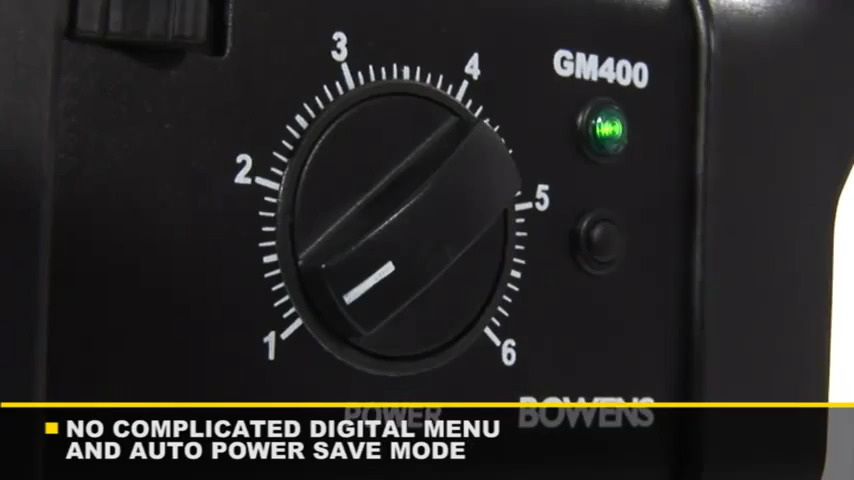 3
4
GM400
2
5
1
6
POWER
BOWENS
NO COMPLICATED DIGITAL MENU
AND AUTO POWER SAVE MODE